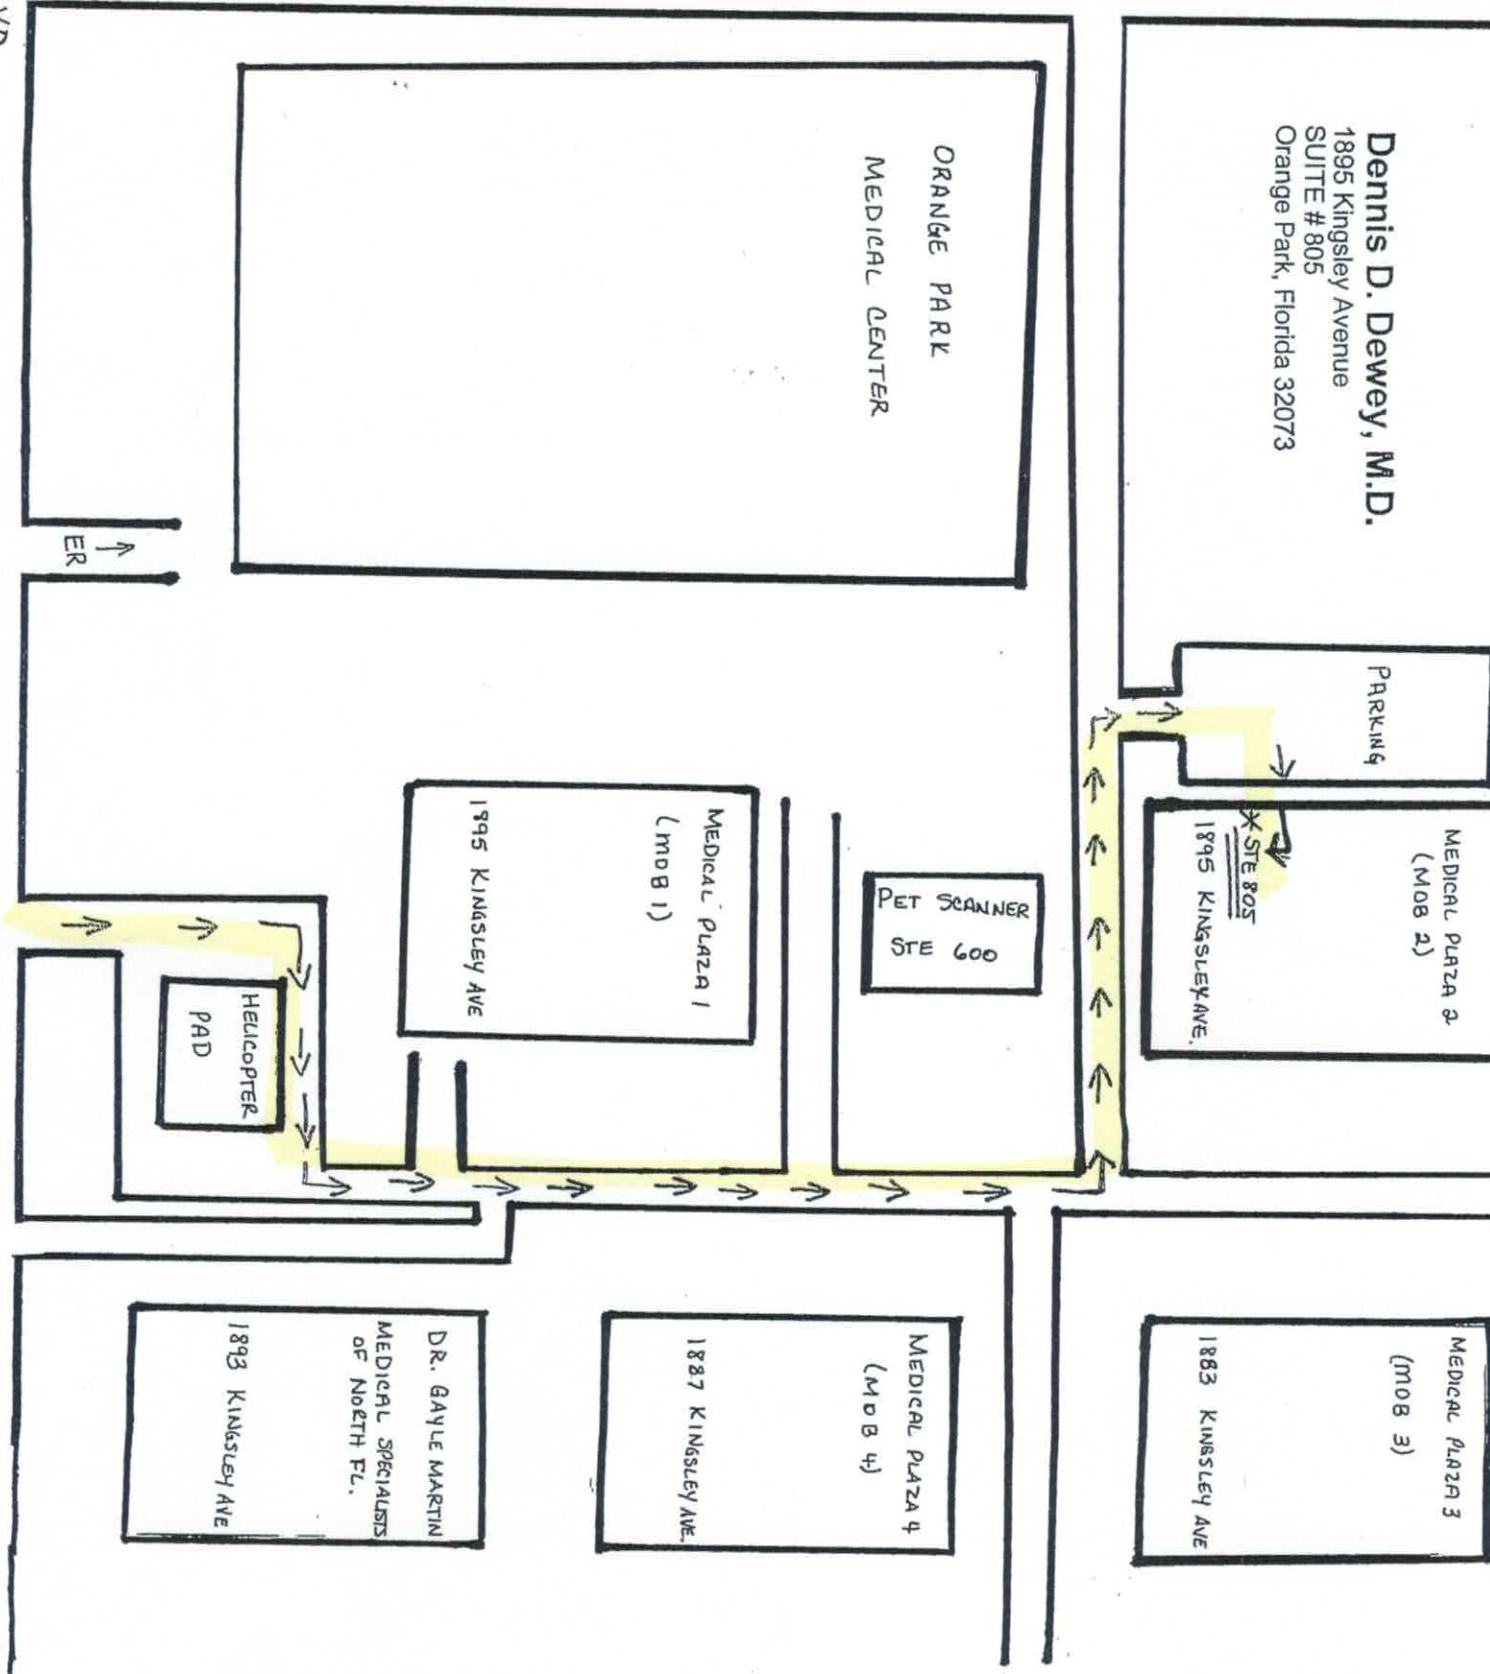 Dennis D. Dewey, M.D.
1895 Kingsley Avenue
SUITE # 805
Orange Park, Florida 32073
ORANGE PARK
MEDICAL CENTER
ER
PARKING
MEDICAL PLAZA 2
(MOB 2)
* STE 805
1895 KINGSLEY AVE.
MEDICAL PLAZA 1
(MOB 1)
1895 KINGSLEY AVE
PET SCANNER
STE 600
HELICOPTER
PAD
MEDICAL PLAZA 3
(MOB 3)
1883 KINGSLEY AVE
MEDICAL PLAZA 4
(MOB 4)
1887 KINGSLEY AVE.
DR. GAYLE MARTIN
MEDICAL SPECIALISTS
OF NORTH FL.
1893 KINGSLEY AVE